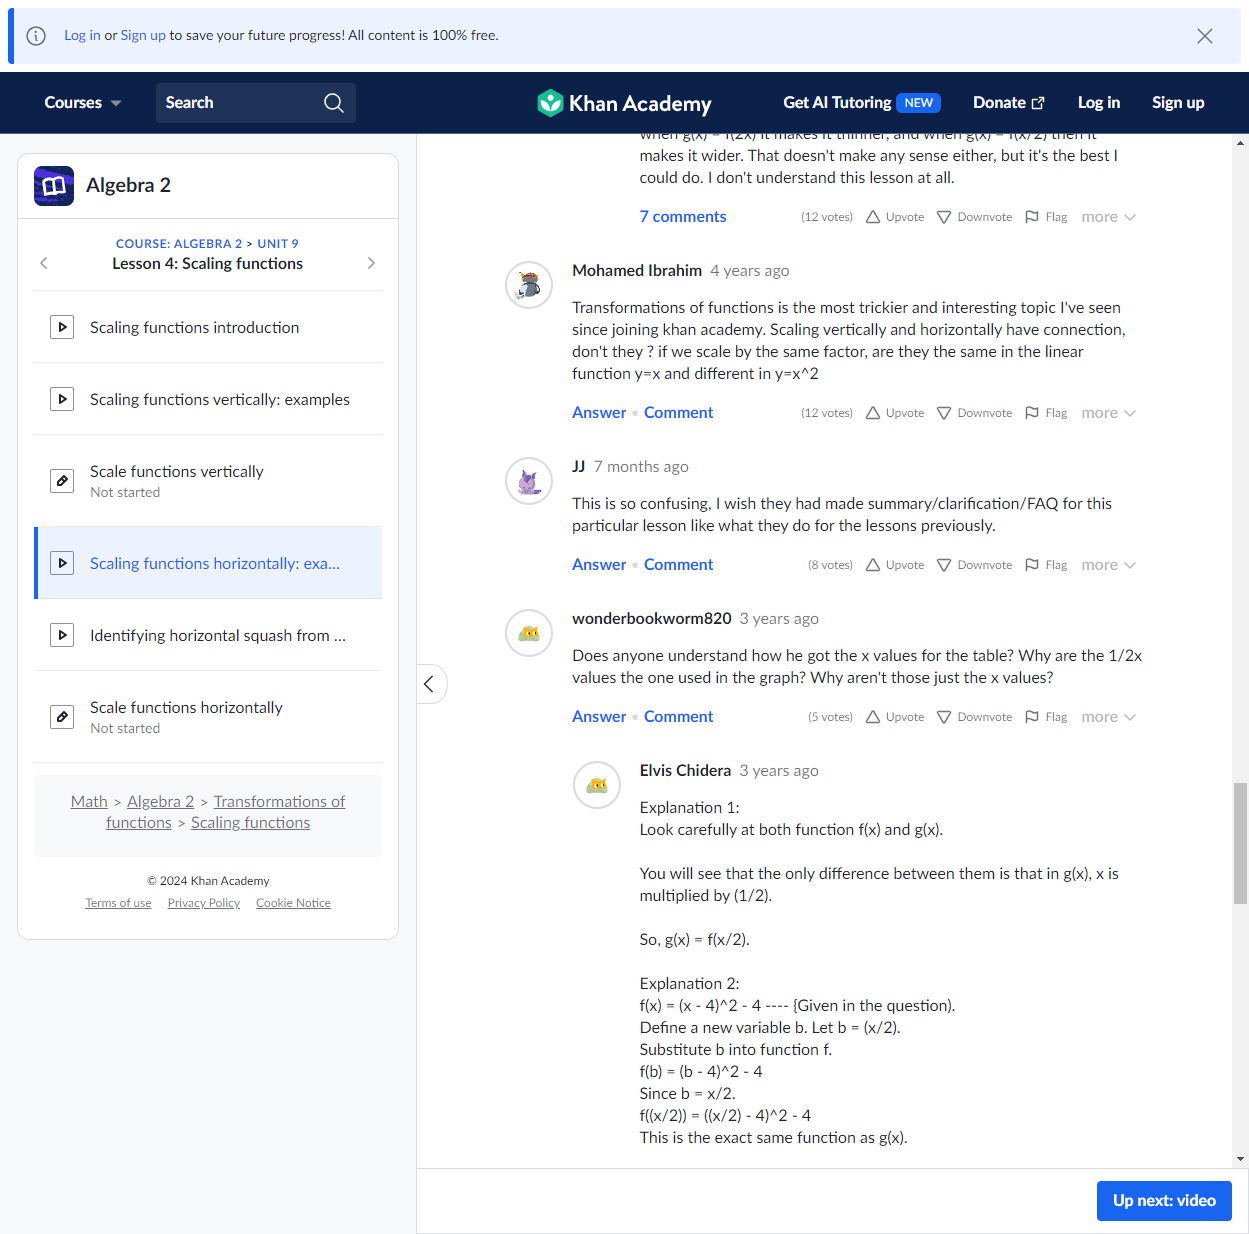 Log in or Sign up to save your future progress! All content is 100% free.
Courses
Search
Khan Academy
Get AI Tutoring NEW
Donate
Log in
Sign up
Algebra 2
COURSE: ALGEBRA 2 > UNIT 9
Lesson 4: Scaling functions
Scaling functions introduction
Scaling functions vertically: examples
Scale functions vertically
Not started
Scaling functions horizontally: exa...
Identifying horizontal squash from ...
Scale functions horizontally
Not started
Math > Algebra 2 > Transformations of
functions > Scaling functions
© 2024 Khan Academy
Terms of use Privacy Policy Cookie Notice
when g(x) = f(2x) it makes it thinner, and when g(x) = f(x/2) then it
makes it wider. That doesn't make any sense either, but it's the best I
could do. I don't understand this lesson at all.
7 comments (12 votes) Upvote Downvote Flag more
Mohamed Ibrahim 4 years ago
Transformations of functions is the most trickier and interesting topic I've seen
since joining khan academy. Scaling vertically and horizontally have connection,
don't they ? if we scale by the same factor, are they the same in the linear
function y=x and different in y=x^2
Answer • Comment (12 votes) Upvote Downvote Flag more
JJ 7 months ago
This is so confusing, I wish they had made summary/clarification/FAQ for this
particular lesson like what they do for the lessons previously.
Answer • Comment (8 votes) Upvote Downvote Flag more
wonderbookworm820 3 years ago
Does anyone understand how he got the x values for the table? Why are the 1/2x
values the one used in the graph? Why aren't those just the x values?
Answer • Comment (5 votes) Upvote Downvote Flag more
Elvis Chidera 3 years ago
Explanation 1:
Look carefully at both function f(x) and g(x).
You will see that the only difference between them is that in g(x), x is
multiplied by (1/2).
So, g(x) = f(x/2).
Explanation 2:
f(x) = (x - 4)^2 - 4 ---- {Given in the question).
Define a new variable b. Let b = (x/2).
Substitute b into function f.
f(b) = (b - 4)^2 - 4
Since b = x/2.
f((x/2)) = ((x/2) - 4)^2 - 4
This is the exact same function as g(x).
Up next: video